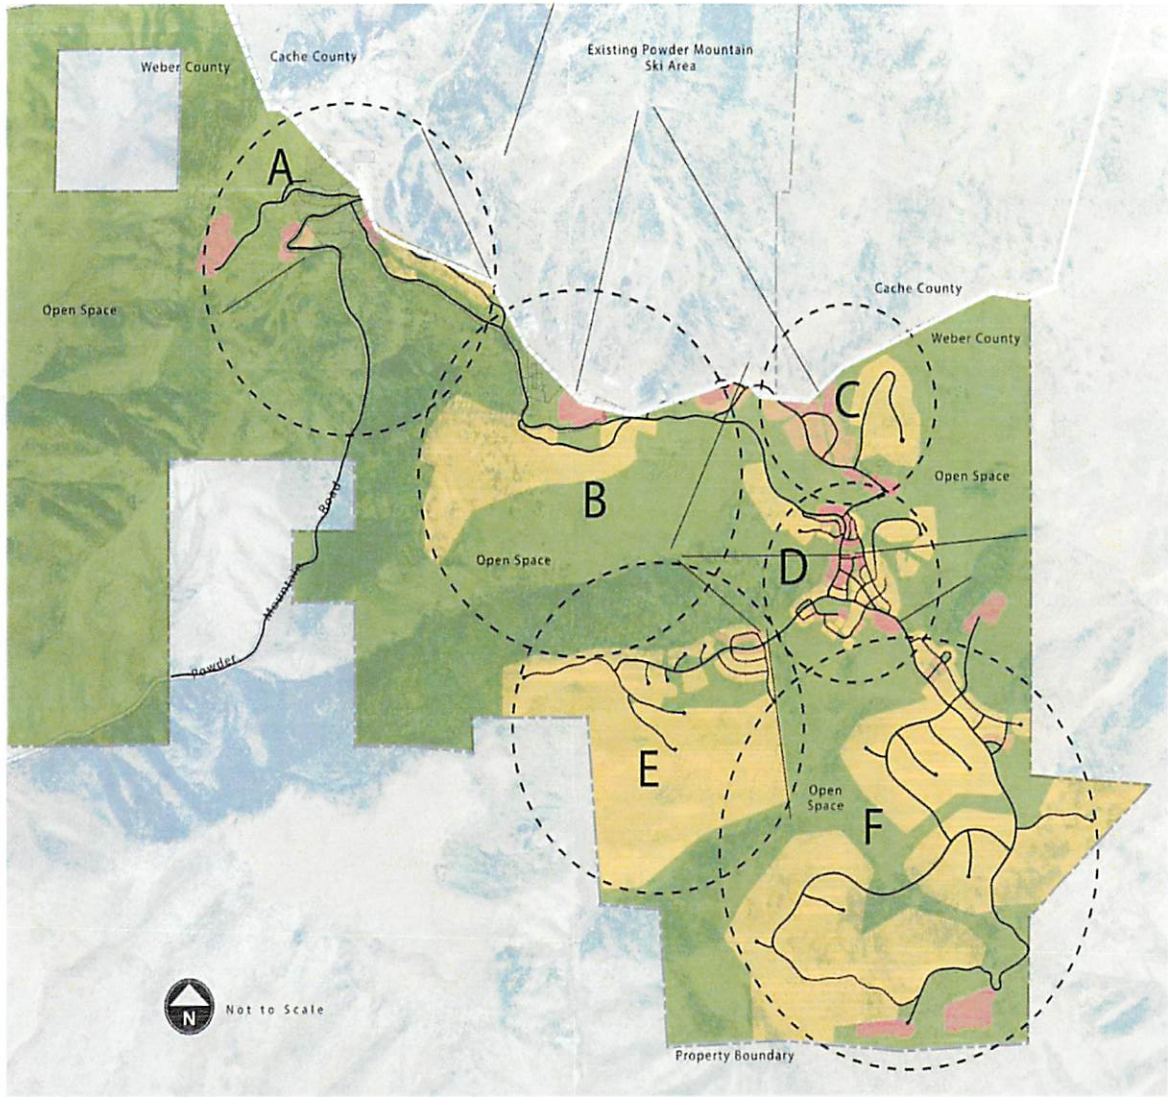 Cache County
Existing Powder Mountain
Ski Area
Weber County
A
Cache County
Open Space
Weber County
C
Open Space
B
Road
Open Space
D
Mountain
Powder
E
Open
Space
F
N
Not to Scale
Property Boundary